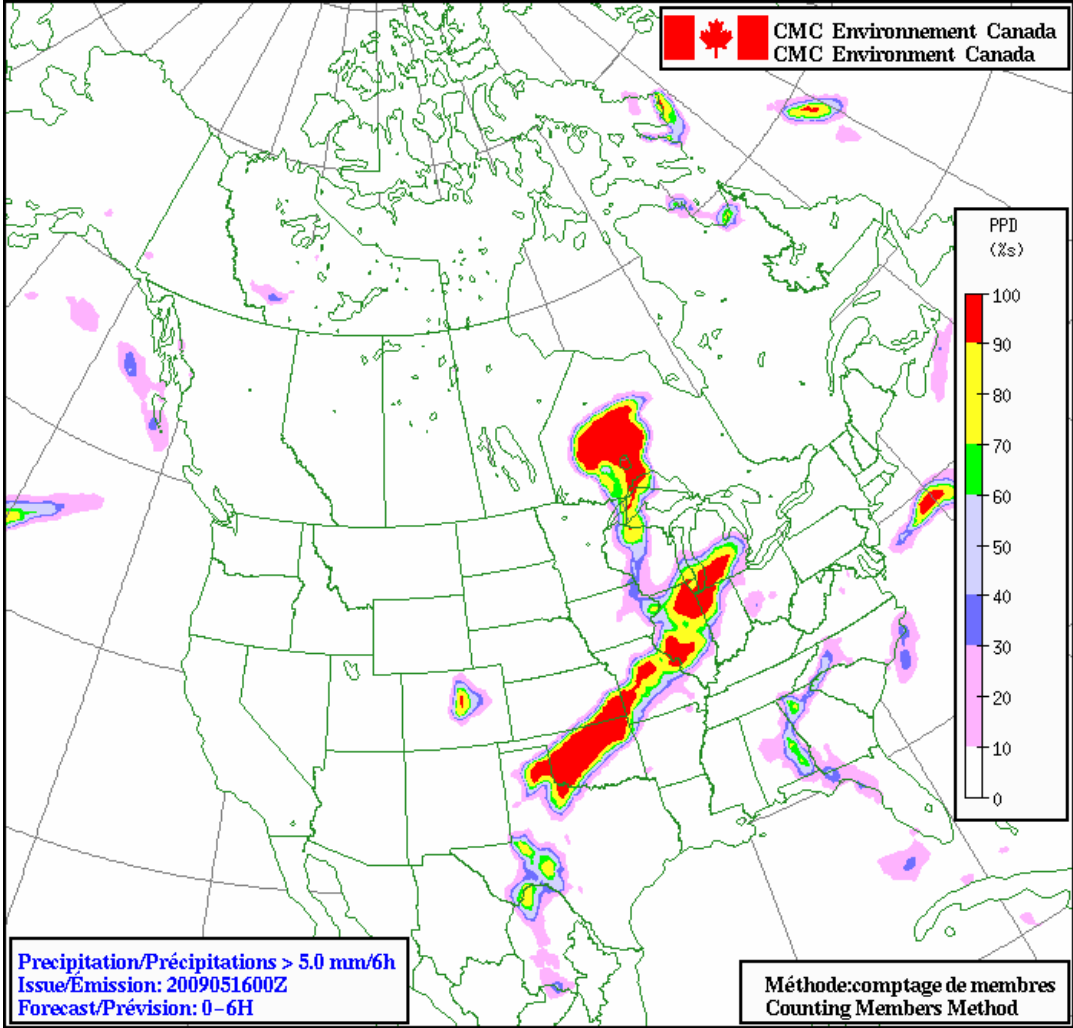 CMC Environnement Canada
CMC Environment Canada
PPD
(%s)
100
90
80
70
60
50
40
30
20
10
0
Precipitation/Précipitations > 5.0 mm/6h
Issue/Émission: 2009051600Z
Forecast/Prévision: 0-6H
Méthode:comptage de membres
Counting Members Method